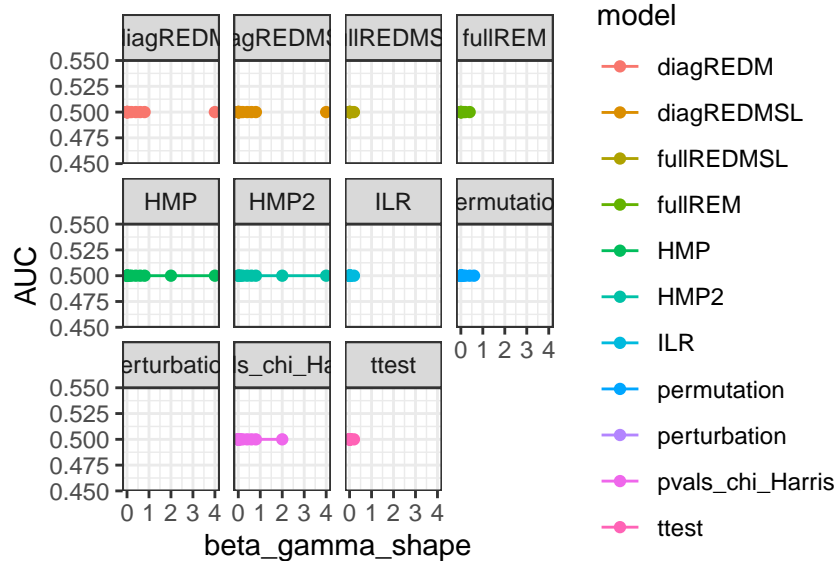 diagREDM
agREDMS
llREDMS
fullREM
0.550
0.525
0.500
0.475
0.450
HMP
HMP2
ILR
ermutatio
0.550
0.525
0.500
0.475
0.450
0 1 2 3 4
erturbatio
ls_chi_Ha
ttest
0.550
0.525
0.500
0.475
0.450
0 1 2 3 4
0 1 2 3 4
0 1 2 3 4
AUC
beta_gamma_shape
model
diagREDM
diagREDMSL
fullREDMSL
fullREM
HMP
HMP2
ILR
permutation
perturbation
pvals_chi_Harris
ttest